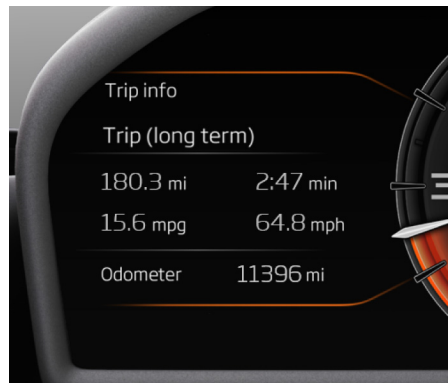 Trip info
Trip (long term)
180.3 mi 2:47 min
15.6 mpg 64.8 mph
Odometer 11396 mi